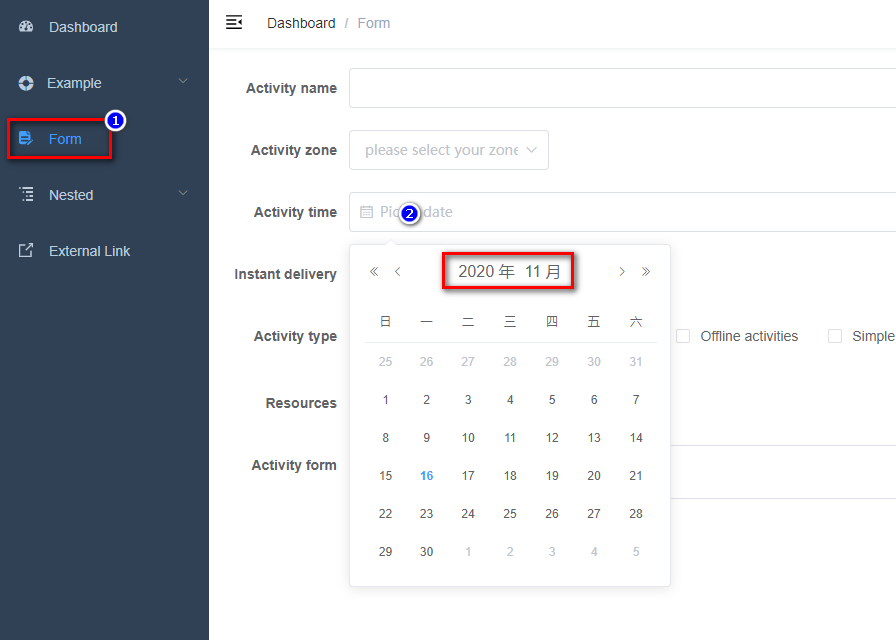 Dashboard
Example
Form
1
Nested
External Link
Dashboard / Form
Activity name
Activity zone
please select your zone
Activity time
2
date
Instant delivery
2020 年 11 月
日 一 二 三 四 五 六
25 26 27 28 29 30 31
1 2 3 4 5 6 7
8 9 10 11 12 13 14
15 16 17 18 19 20 21
22 23 24 25 26 27 28
29 30 1 2 3 4 5
Activity type
Offline activities
Simple
Resources
Activity form